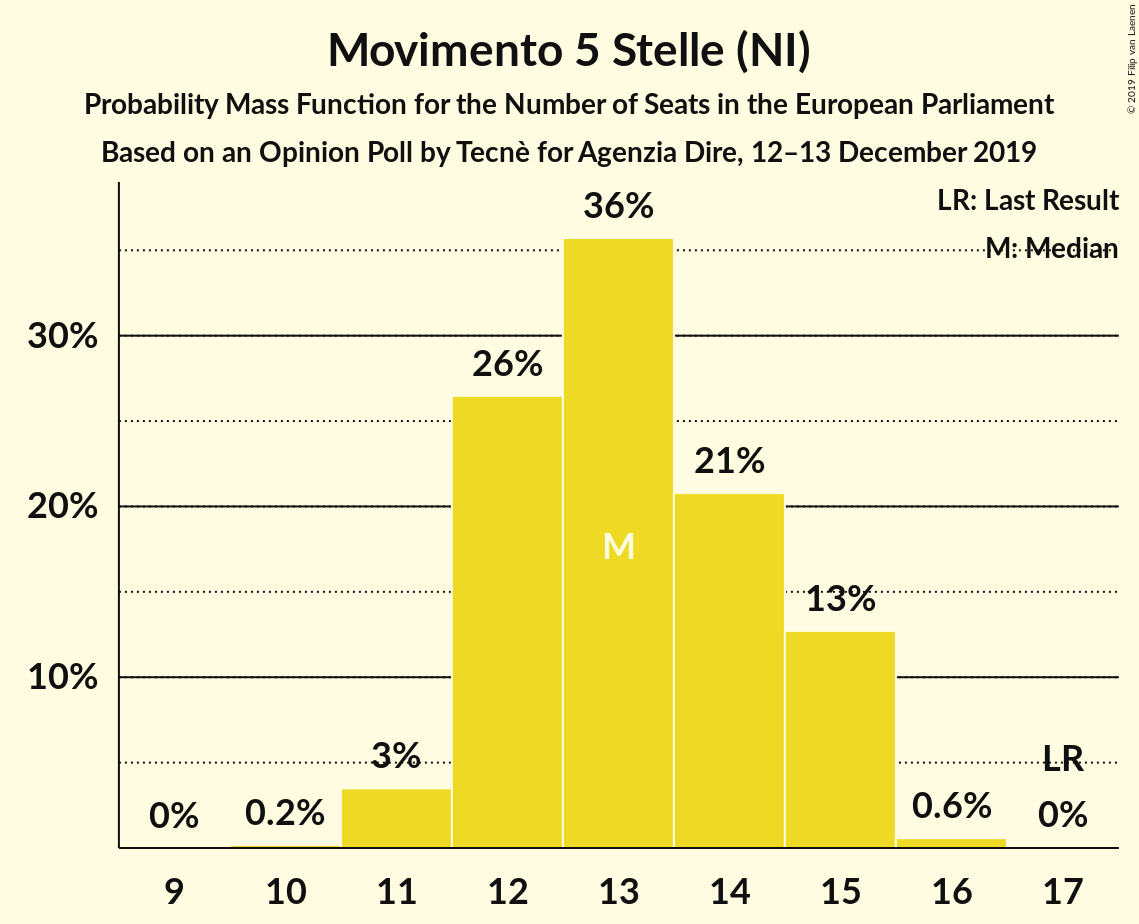 Movimento 5 Stelle (NI)
Probability Mass Function for the Number of Seats in the European Parliament
Based on an Opinion Poll by Tecnè for Agenzia Dire, 12–13 December 2019
© 2019 Filip van Laenen
LR: Last Result
M: Median
36%
30%
26%
21%
20%
M
13%
10%
3%
LR
0%
0.2%
0.6%
0%
9 10 11 12 13 14 15 16 17